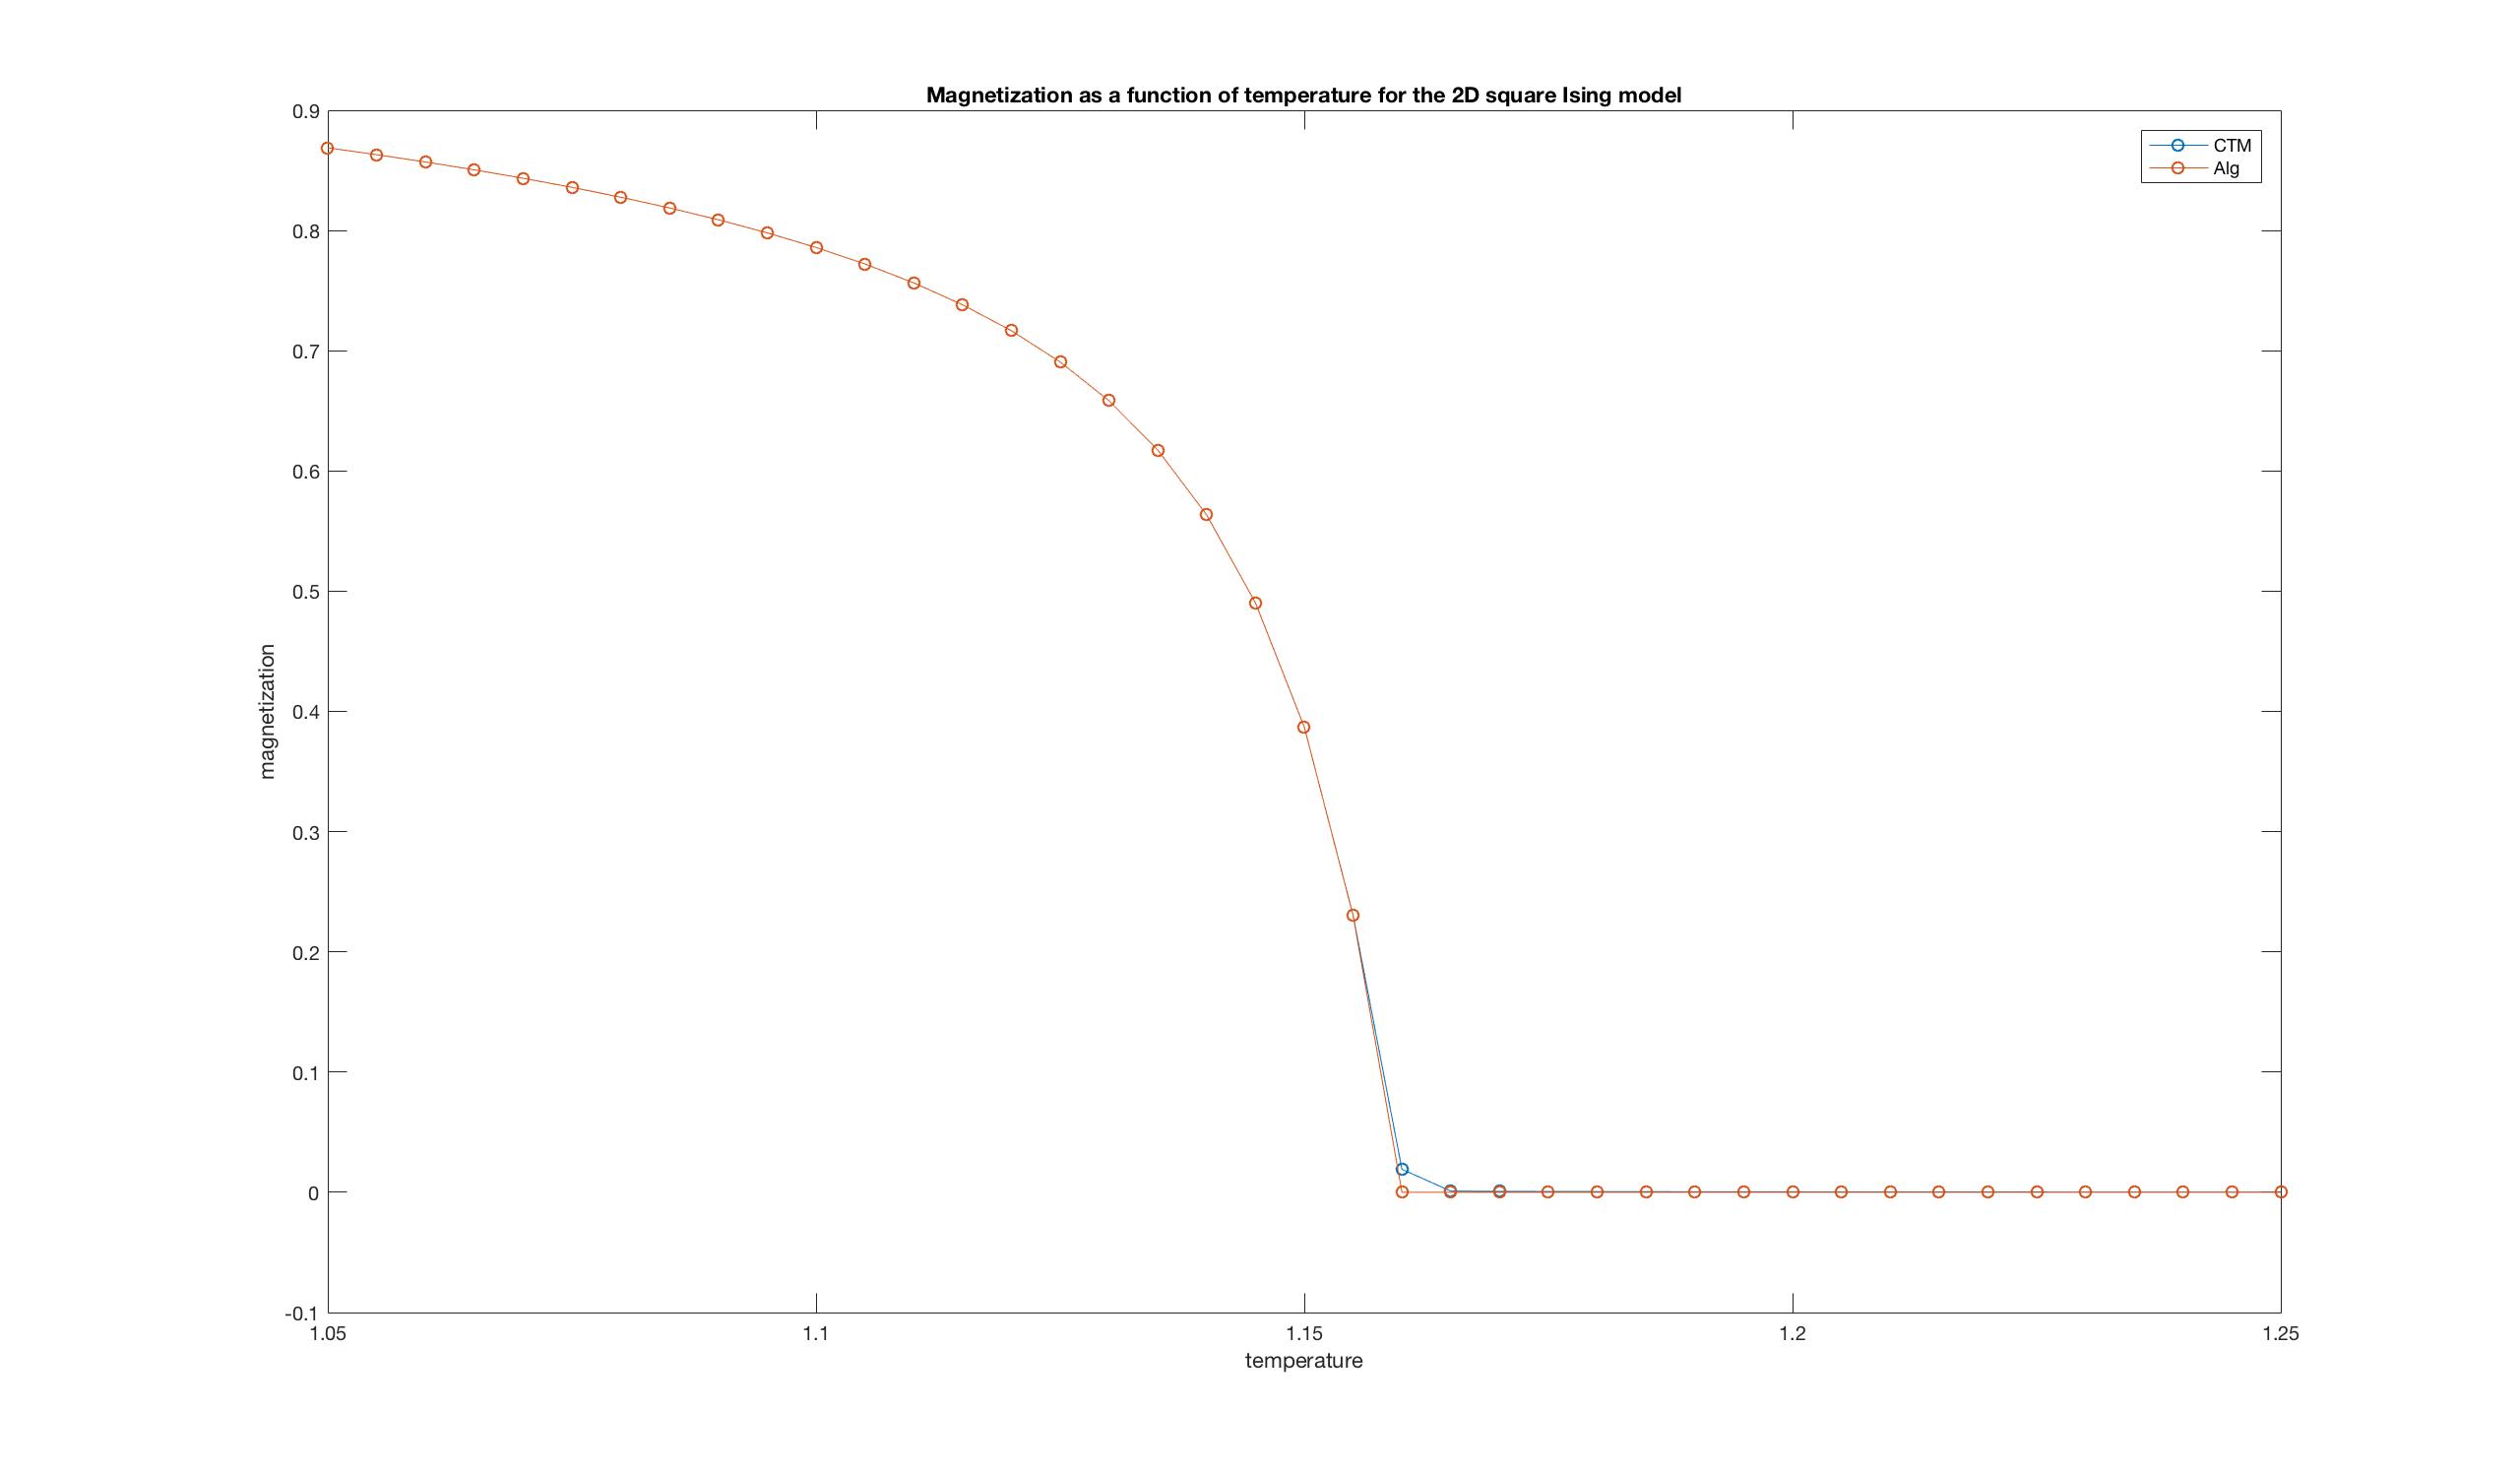 Magnetization as a function of temperature for the 2D square Ising model
0.9
0.8
0.7
0.6
0.5
0.4
0.3
0.2
0.1
0
-0.1
magnetization
CTM
Alg
1.05 1.1 1.15 1.2 1.25
temperature